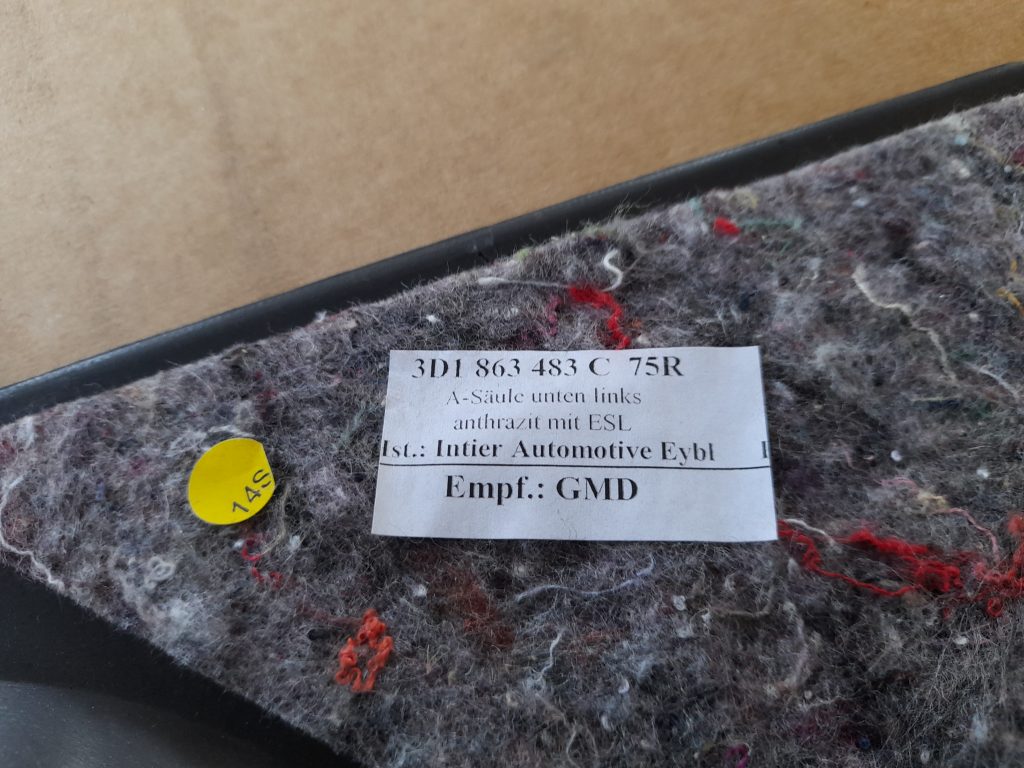 3D1 863 483 C 75R
A-Säule unten links
anthrazit mit ESL
Ist.: Intier Automotive Eybl
Empf.: GMD
14S